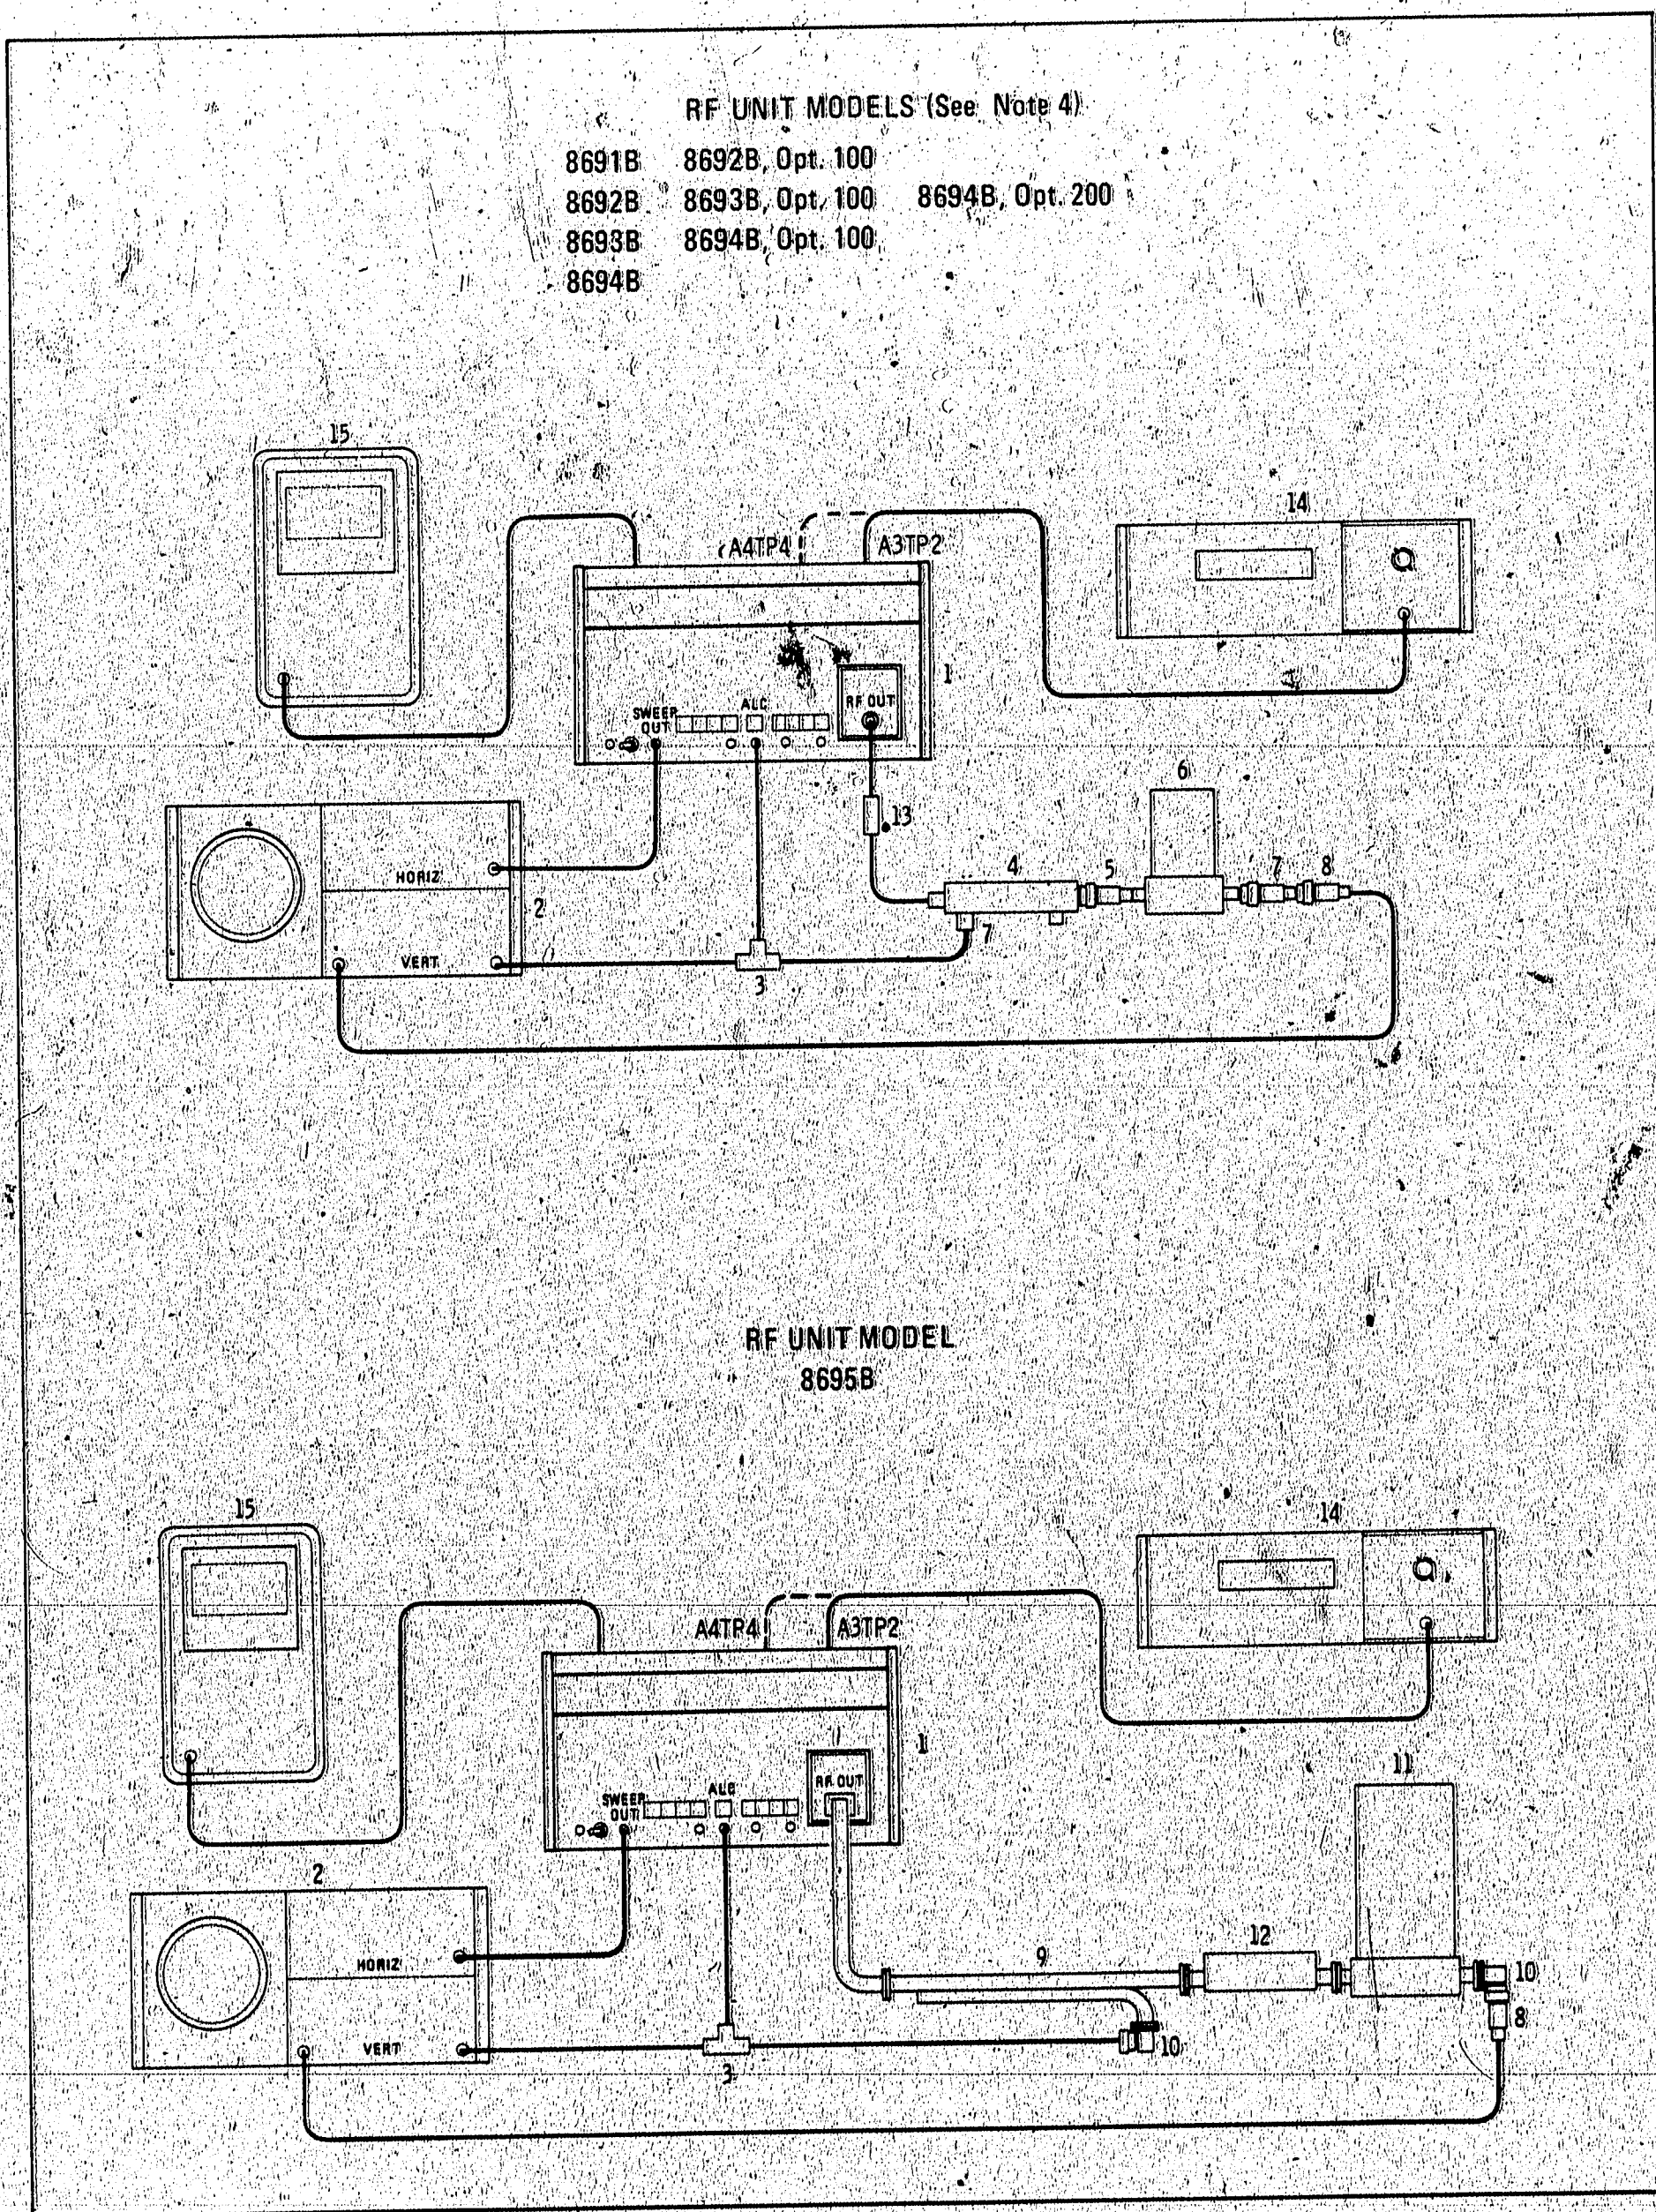 RF UNIT MODELS (See Note 4)
8691B 8692B, Opt. 100
8692B 8693B, Opt. 100 8694B, Opt. 200
8693B 8694B, Opt. 100
8694B
15
14
A4TP4 A3TP2
1
RF OUT
ALC
SWEEP
OUT
6
13
4 5 7 8
HORIZ
2
7
VERT
3
RF UNIT MODEL
8695B
15
14
A4TP4 A3TP2
1
11
RF OUT
ALC
SWEEP
OUT
2
12
9
HORIZ
10
8
VERT
10
3